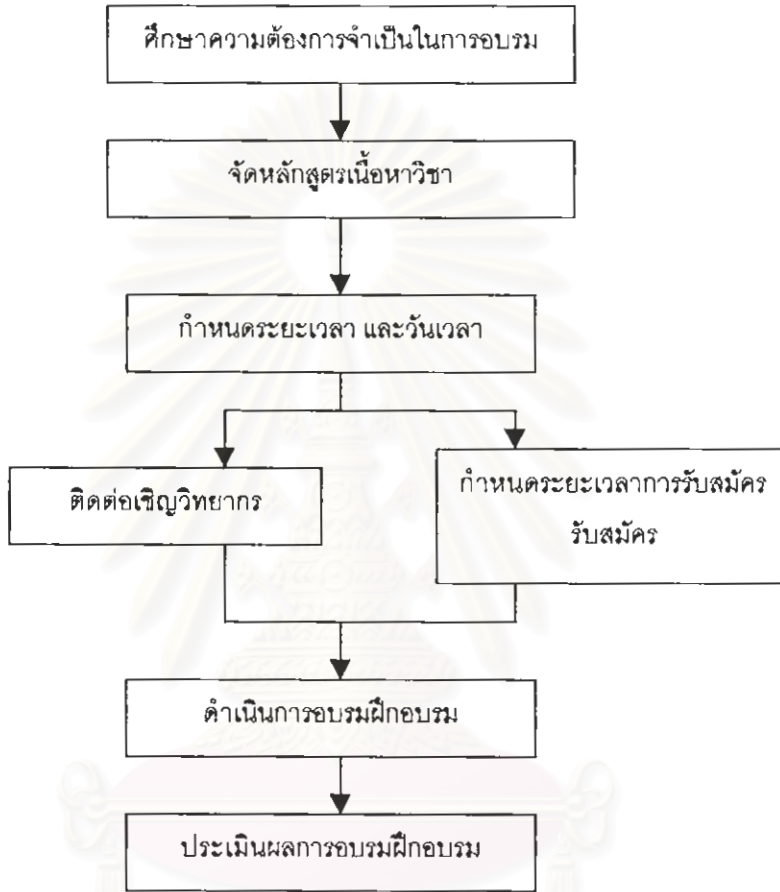 ศึกษาความต้องการจำเป็นในการอบรม
จัดหลักสูตรเนื้อหาวิชา
กำหนดระยะเวลา และวันเวลา
ติดต่อเชิญวิทยากร
กำหนดระยะเวลาการรับสมัคร
รับสมัคร
ดำเนินการอบรมฝึกอบรม
ประเมินผลการอบรมฝึกอบรม